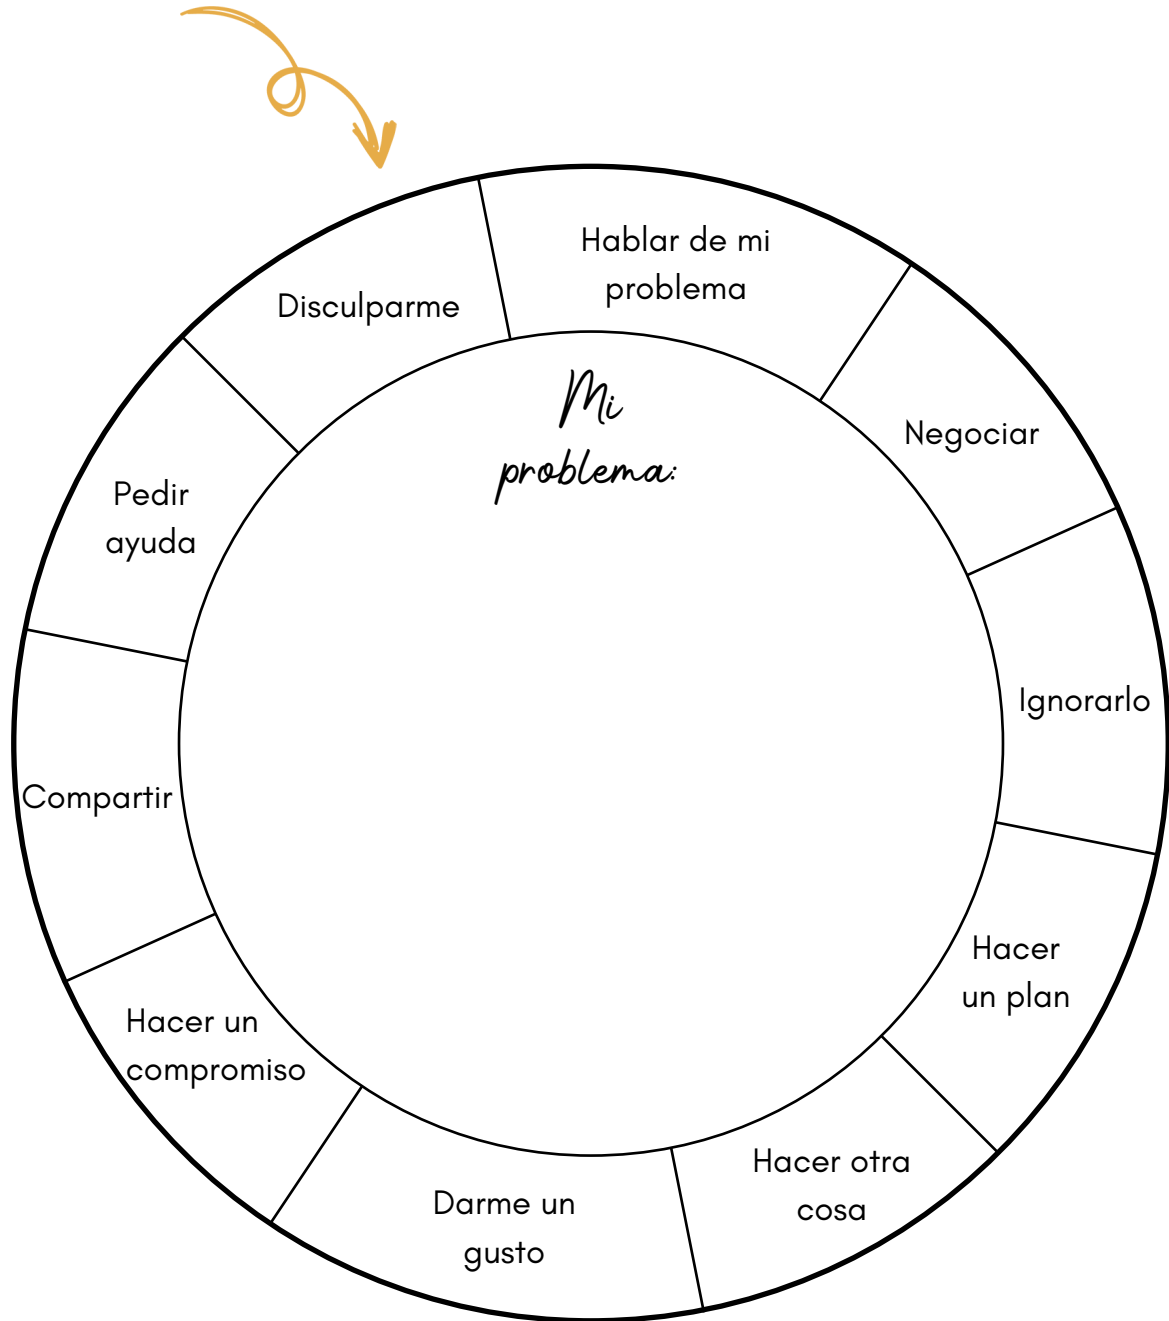 Hablar de mi
problema
Disculparme
Mi
problema:
Negociar
Pedir
ayuda
Ignorarlo
Compartir
Hacer
un plan
Hacer un
compromiso
Hacer otra
cosa
Darme un
gusto